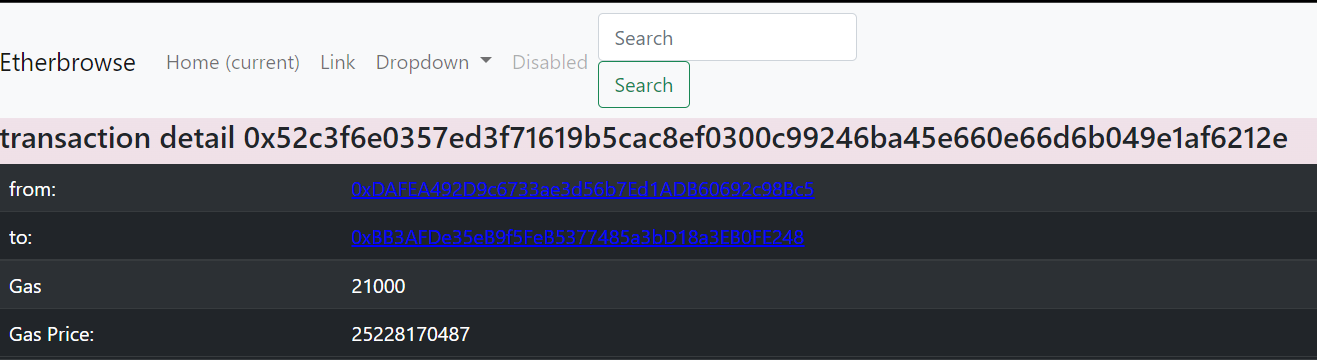 Search
Etherbrowse Home (current) Link Dropdown Disabled
Search
transaction detail 0x52c3f6e0357ed3f71619b5cac8ef0300c99246ba45e660e66d6b049e1af6212e
from: 0xDAFEA492D9c6733ae3d56b7Ed1ADB60692c98Bc5
to: 0xBB3AFDe35eB9f5FeB5377485a3bD18a3EB0FE248
Gas 21000
Gas Price: 25228170487